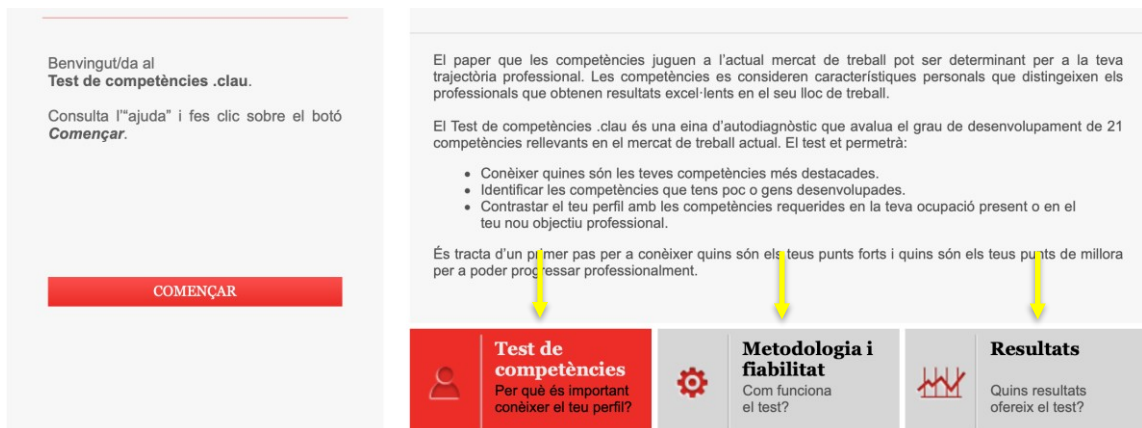 Benvingut/da al
Test de competències .clau.
Consulta l'"ajuda" i fes clic sobre el botó
Començar.
COMENÇAR
El paper que les competències juguen a l'actual mercat de treball pot ser determinant per a la teva
trajectòria professional. Les competències es consideren característiques personals que distingeixen els
professionals que obtenen resultats excel·lents en el seu lloc de treball.
El Test de competències .clau és una eina d'autodiagnòstic que avalua el grau de desenvolupament de 21
competències rellevants en el mercat de treball actual. El test et permetrà:
• Conèixer quines són les teves competències més destacades.
• Identificar les competències que tens poc o gens desenvolupades.
• Contrastar el teu perfil amb les competències requerides en la teva ocupació present o en el
teu nou objectiu professional.
És tracta d'un primer pas per a conèixer quins són els teus punts forts i quins són els teus punts de millora
per a poder progressar professionalment.
Test de
competències
Per què és important
conèixer el teu perfil?
Metodologia i
fiabilitat
Com funciona
el test?
Resultats
Quins resultats
ofereix el test?